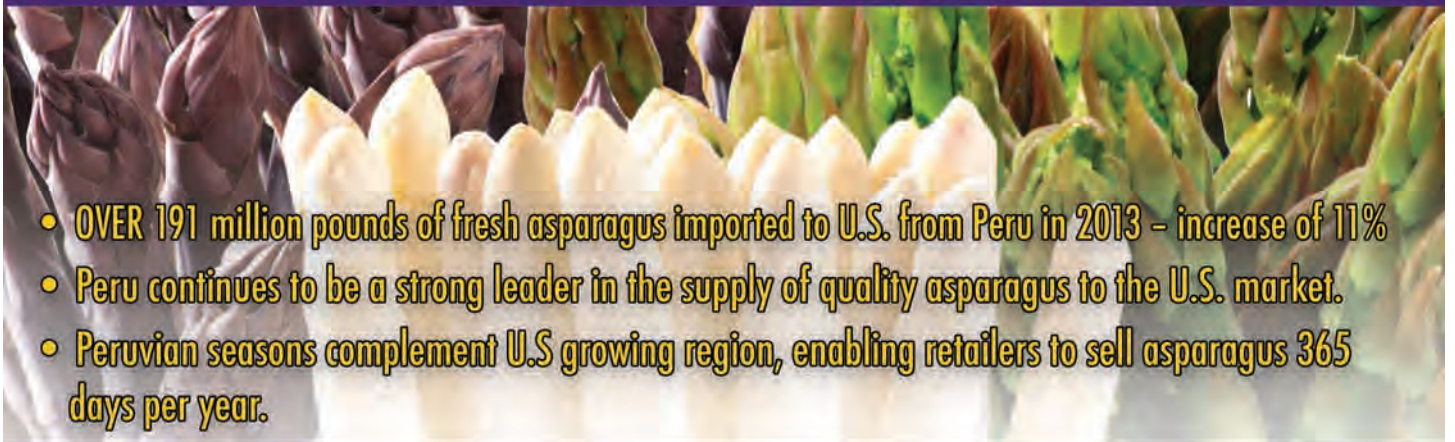 • OVER 191 million pounds of fresh asparagus imported to U.S. from Peru in 2013 – increase of 11%
• Peru continues to be a strong leader in the supply of quality asparagus to the U.S. market.
• Peruvian seasons complement U.S growing region, enabling retailers to sell asparagus 365
days per year.